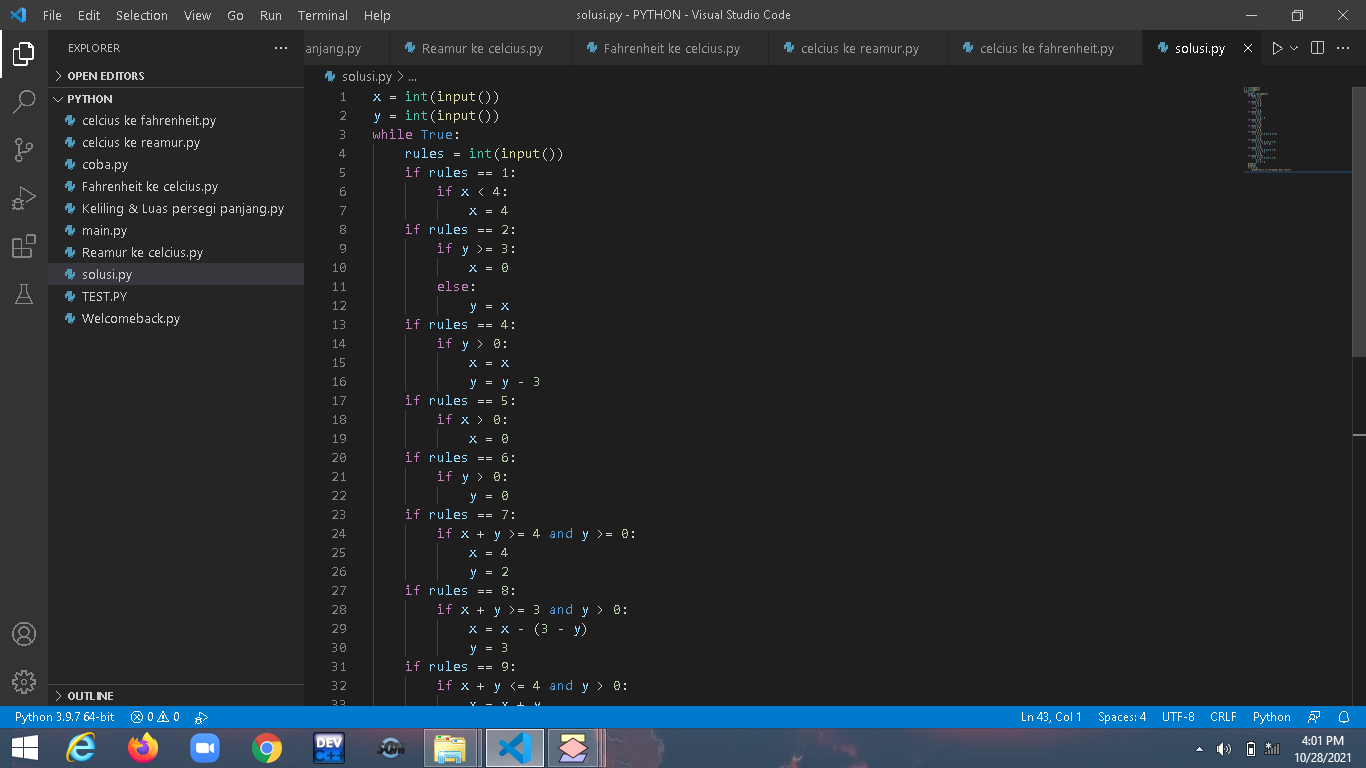 File Edit Selection View Go Run Terminal Help
solusi.py - PYTHON - Visual Studio Code
EXPLORER
OPEN EDITORS
PYTHON
celcius ke fahrenheit.py
celcius ke reamur.py
coba.py
Fahrenheit ke celcius.py
Keliling & Luas persegi panjang.py
main.py
Reamur ke celcius.py
solusi.py
TEST.PY
Welcomeback.py
OUTLINE
anjang.py Reamur ke celcius.py Fahrenheit ke celcius.py celcius ke reamur.py celcius ke fahrenheit.py solusi.py
solusi.py > ...
1 x = int(input())
2 y = int(input())
3 while True:
4 rules = int(input())
5 if rules == 1:
6 if x < 4:
7 x = 4
8 if rules == 2:
9 if y >= 3:
10 x = 0
11 else:
12 y = x
13 if rules == 4:
14 if y > 0:
15 x = x
16 y = y - 3
17 if rules == 5:
18 if x > 0:
19 x = 0
20 if rules == 6:
21 if y > 0:
22 y = 0
23 if rules == 7:
24 if x + y >= 4 and y >= 0:
25 x = 4
26 y = 2
27 if rules == 8:
28 if x + y >= 3 and y > 0:
29 x = x - (3 - y)
30 y = 3
31 if rules == 9:
32 if x + y <= 4 and y > 0:
33 x = x + y
Python 3.9.7 64-bit 0 0 Ln 43, Col 1 Spaces: 4 UTF-8 CRLF Python
DEV C++
4:01 PM
10/28/2021